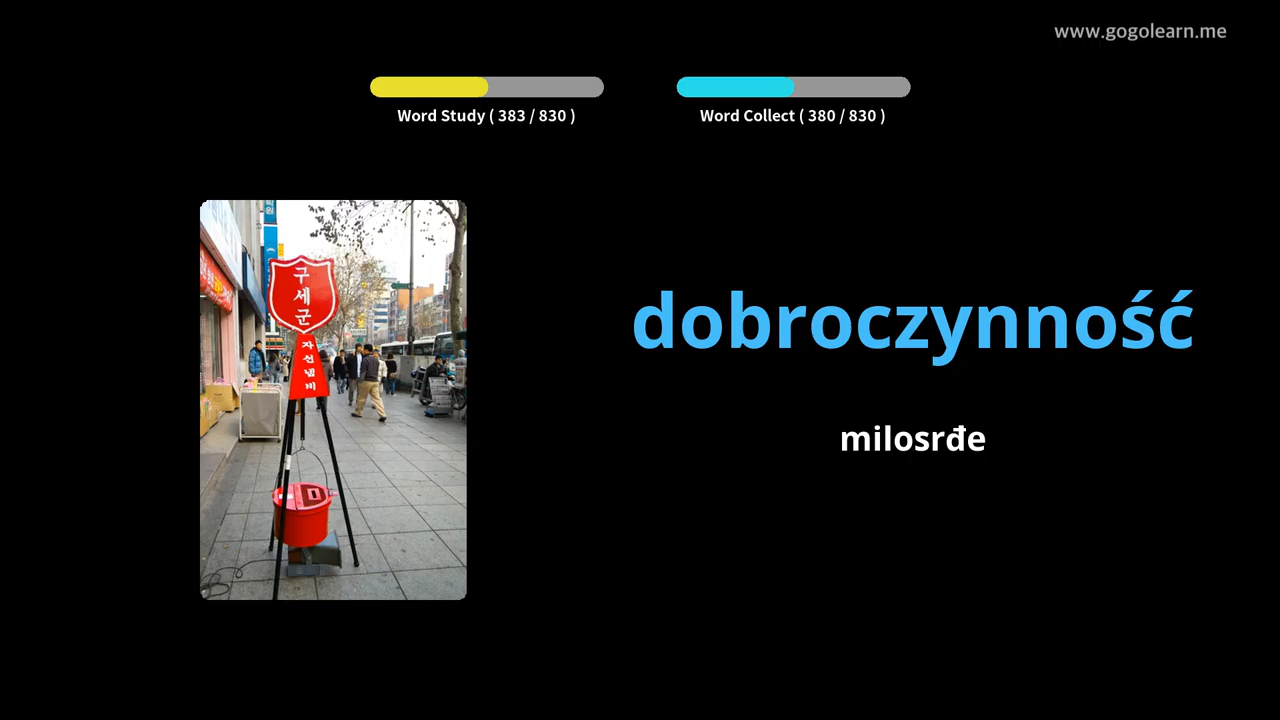 www.gogolearn.me
Word Study ( 383 / 830 )
Word Collect ( 380 / 830 )
구세군
자선냄비
dobroczynność
milosrđe